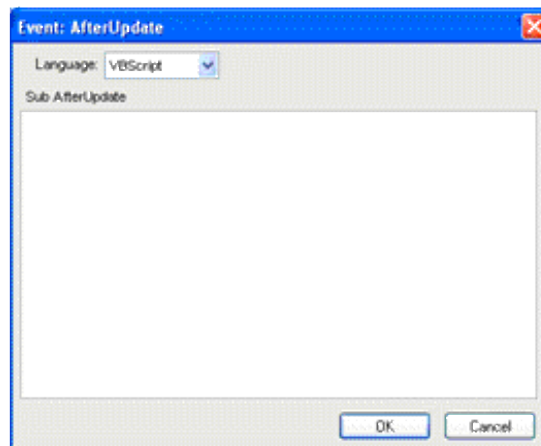 Event: AfterUpdate
Language: VBScript
Sub AfterUpdate
OK Cancel